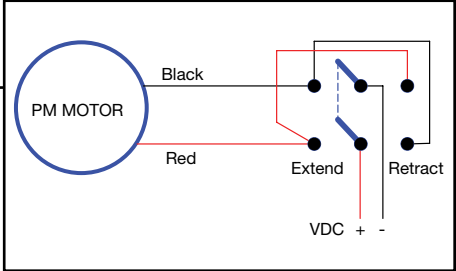 Black
PM MOTOR
Red
Extend
Retract
VDC + -